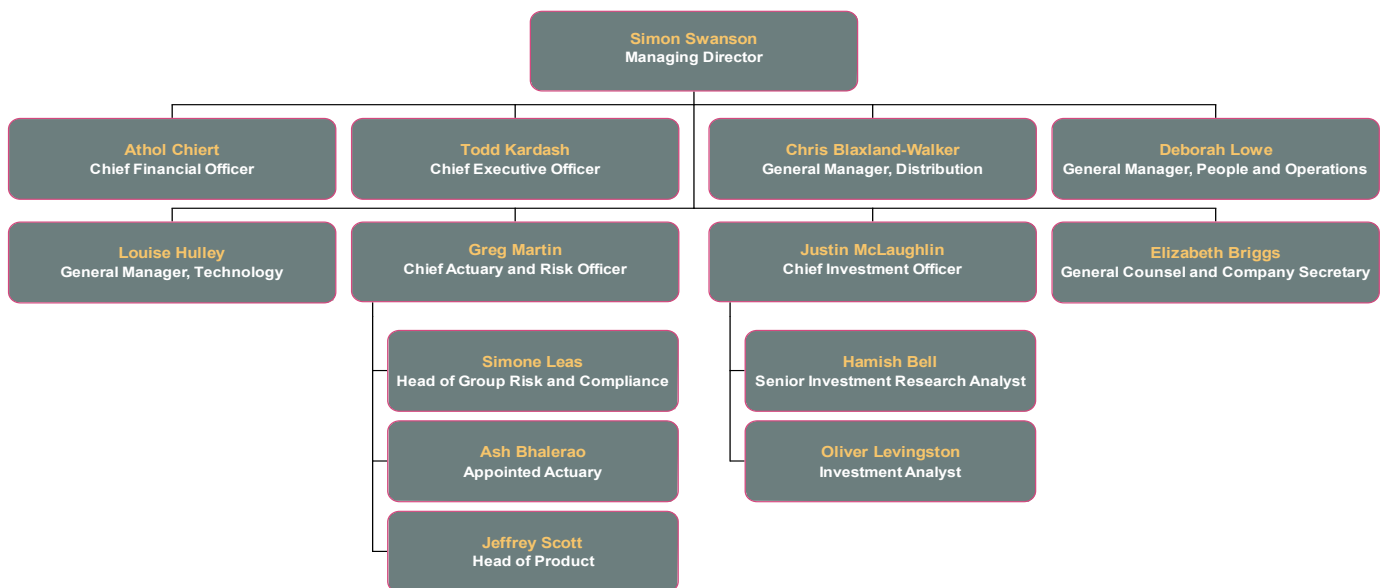 Simon Swanson
Managing Director
Athol Chiert
Chief Financial Officer
Todd Kardash
Chief Executive Officer
Chris Blaxland-Walker
General Manager, Distribution
Deborah Lowe
General Manager, People and Operations
Louise Hulley
General Manager, Technology
Greg Martin
Chief Actuary and Risk Officer
Justin McLaughlin
Chief Investment Officer
Elizabeth Briggs
General Counsel and Company Secretary
Simone Leas
Head of Group Risk and Compliance
Ash Bhalerao
Appointed Actuary
Jeffrey Scott
Head of Product
Hamish Bell
Senior Investment Research Analyst
Oliver Levingston
Investment Analyst